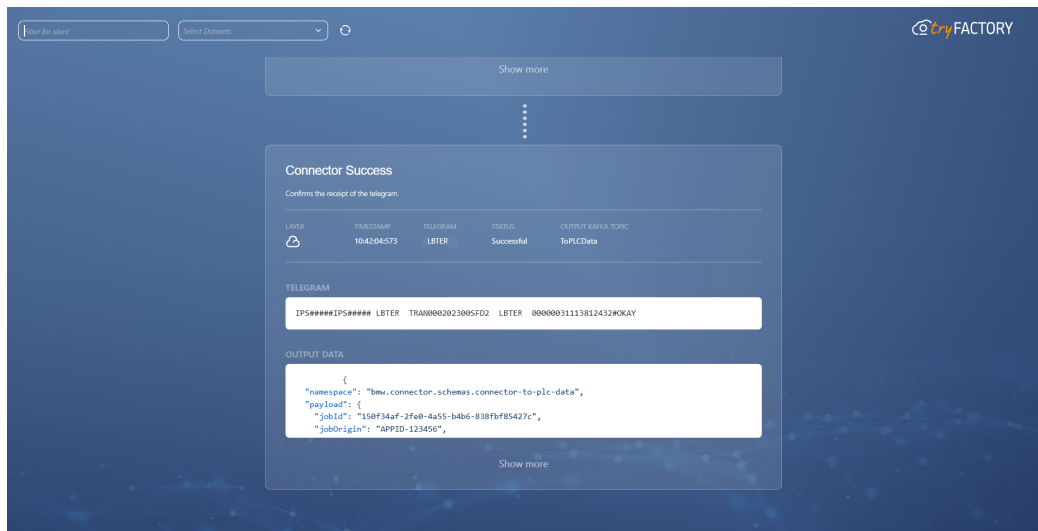 Filter for ident
Select Datasets
tryFACTORY
Show more
Connector Success
Confirms the receipt of the telegram.
LAYER TIMESTAMP TELEGRAM STATUS OUTPUT KAFKA TOPIC
10:42:04:573 LBTER Successful ToPLCData
TELEGRAM
IPS#####IPS##### LBTER  TRAN000202300SFD2  LBTER  00000031113812432#OKAY
OUTPUT DATA
{
"namespace": "bmw.connector.schemas.connector-to-plc-data",
"payload": {
"jobId": "150f34af-2fe0-4a55-b4b6-838fbf85427c",
"jobOrigin": "APPID-123456",
Show more